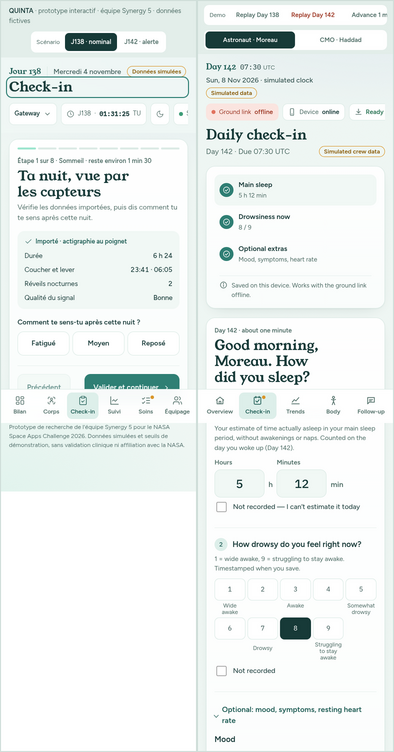 QUINTA · prototype interactif · équipe Synergy 5 · données
fictives
Scénario
J138 · nominal
J142 · alerte
Jour 138
Mercredi 4 novembre
Données simulées
Check-in
Gateway
J138 · 01:31:25 TU
Étape 1 sur 8 · Sommeil · reste environ 1 min 30
Ta nuit, vue par
les capteurs
Vérifie les données importées, puis dis comment tu
te sens après cette nuit.
Importé · actigraphie au poignet
Durée
6 h 24
Coucher et lever
23:41 · 06:05
Réveils nocturnes
2
Qualité du signal
Bonne
Comment te sens-tu après cette nuit ?
Fatigué
Moyen
Reposé
Précédent
Valider et continuer
Bilan
Corps
Check-in
Suivi
Soins
Équipage
Prototype de recherche de l'équipe Synergy 5 pour le NASA
Space Apps Challenge 2026. Données simulées et seuils de
démonstration, sans validation clinique ni affiliation avec la NASA.
Demo
Replay Day 138
Replay Day 142
Advance 1 m
Astronaut · Moreau
CMO · Haddad
Day 142 07:30 UTC
Sun, 8 Nov 2026 · simulated clock
Simulated data
Ground link offline
Device online
Ready
Daily check-in
Day 142 · Due 07:30 UTC
Simulated crew data
Main sleep
5 h 12 min
Drowsiness now
8 / 9
Optional extras
Mood, symptoms, heart rate
Saved on this device. Works with the ground link
offline.
Day 142 · about one minute
Good morning,
Moreau. How
did you sleep?
Overview
Check-in
Trends
Body
Follow-up
Your estimate of time actually asleep in your main sleep
period, without awakenings or naps. Counted on the
day you woke up (Day 142).
Hours
Minutes
5 h 12 min
Not recorded — I can't estimate it today
2 How drowsy do you feel right now?
1 = wide awake, 9 = struggling to stay awake.
Timestamped when you save.
1 2 3 4 5
Wide
awake
Awake
Somewhat
drowsy
6 7 8 9
Drowsy
Struggling
to stay
awake
Not recorded
Optional: mood, symptoms, resting heart
rate
Mood